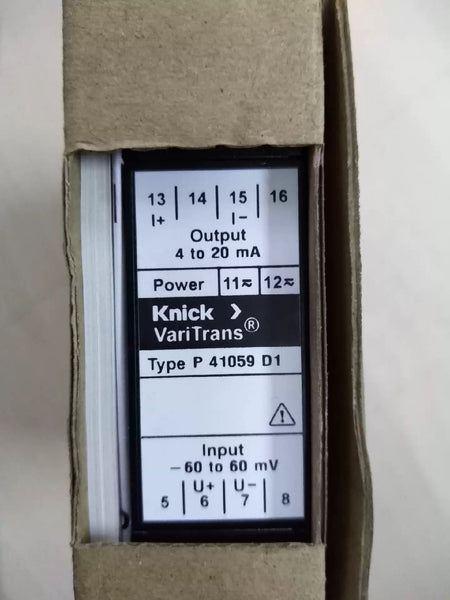 13 | 14 | 15 | 16
I+ I−
Output
4 to 20 mA
Power 11≂ 12≂
Knick >
VariTrans®
Type P 41059 D1
Input
−60 to 60 mV
U+ U−
5 | 6 | 7 | 8